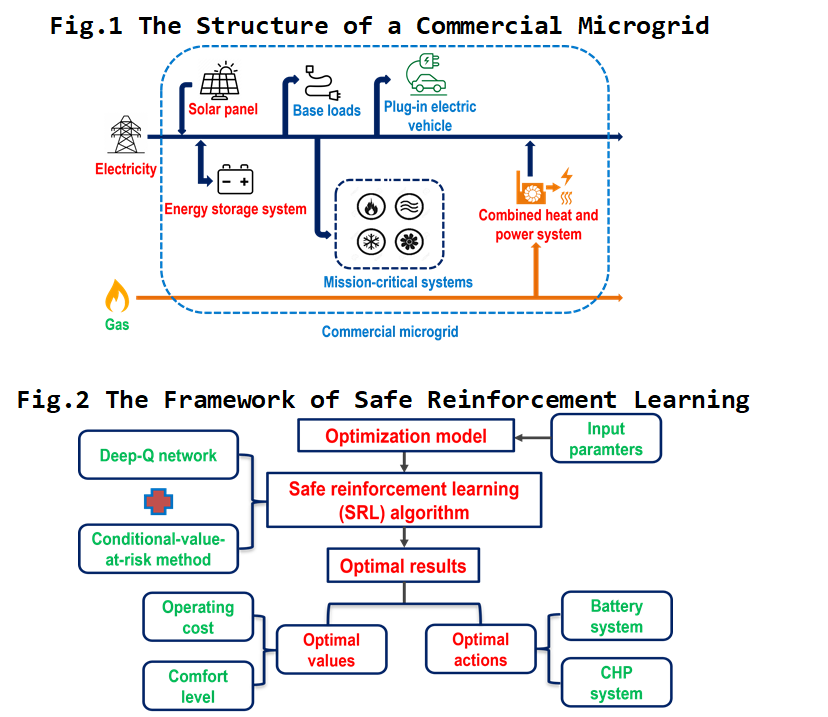 Fig.1 The Structure of a Commercial Microgrid
Solar panel
Base loads
Plug-in electric
vehicle
Electricity
Energy storage system
Combined heat and
power system
Mission-critical systems
Gas
Commercial microgrid
Fig.2 The Framework of Safe Reinforcement Learning
Optimization model
Input
paramters
Deep-Q network
Safe reinforcement learning
(SRL) algorithm
Conditional-value-
at-risk method
Optimal results
Operating
cost
Comfort
level
Optimal
values
Optimal
actions
Battery
system
CHP
system